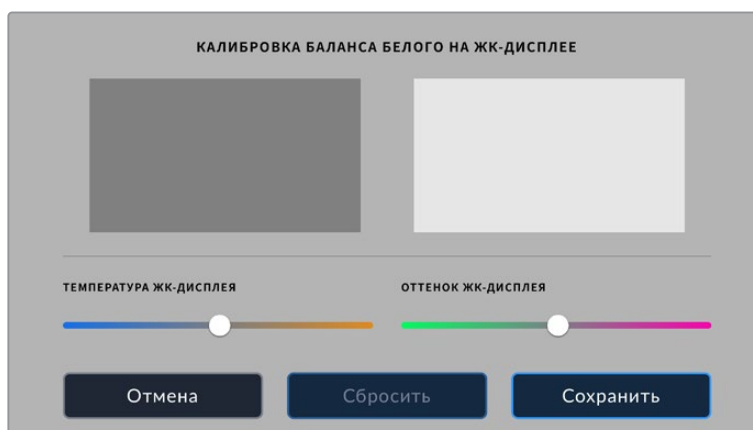 КАЛИБРОВКА БАЛАНСА БЕЛОГО НА ЖК-ДИСПЛЕЕ
ТЕМПЕРАТУРА ЖК-ДИСПЛЕЯ
ОТТЕНОК ЖК-ДИСПЛЕЯ
Отмена
Сбросить
Сохранить